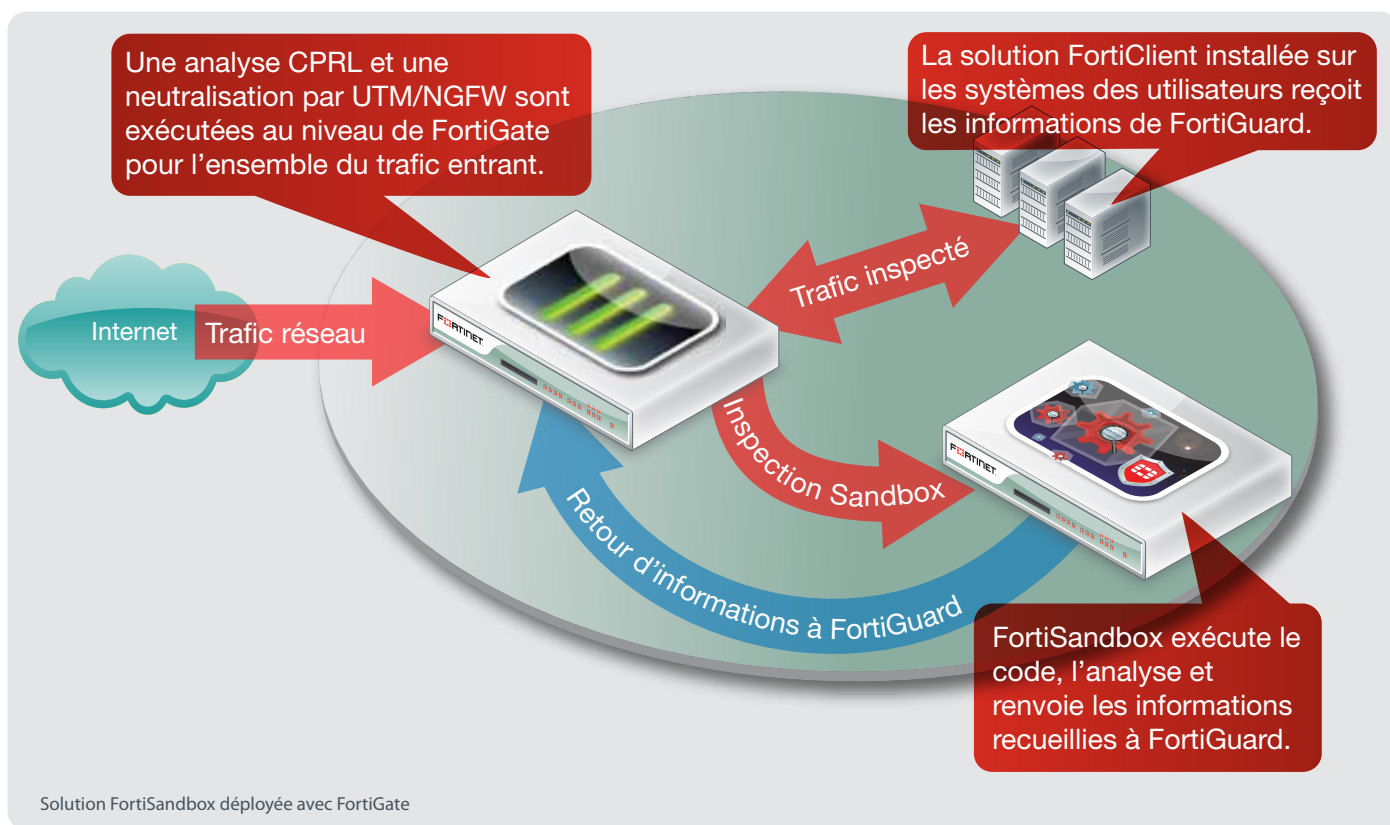 Une analyse CPRL et une
neutralisation par UTM/NGFW sont
exécutées au niveau de FortiGate
pour l’ensemble du trafic entrant.
La solution FortiClient installée sur
les systèmes des utilisateurs reçoit
les informations de FortiGuard.
Internet
Trafic réseau
FORTINET
Trafic inspecté
Inspection Sandbox
FORTINET
Retour d’informations à FortiGuard
FortiSandbox exécute le
code, l’analyse et
renvoie les informations
recueillies à FortiGuard.
Solution FortiSandbox déployée avec FortiGate